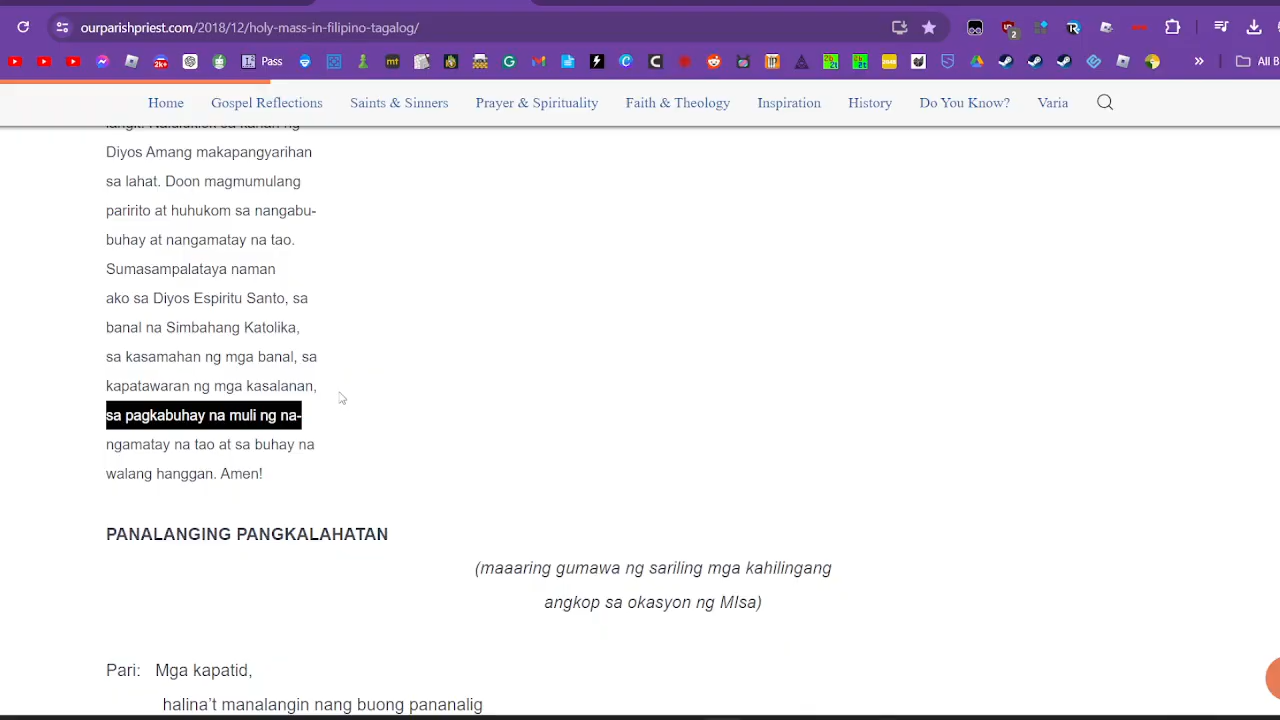 ourparishpriest.com/2018/12/holy-mass-in-filipino-tagalog/
2
2K+
mt
Pass
All B
Home Gospel Reflections Saints & Sinners Prayer & Spirituality Faith & Theology Inspiration History Do You Know? Varia
Diyos Amang makapangyarihan
sa lahat. Doon magmumulang
paririto at huhukom sa nangabu-
buhay at nangamatay na tao.
Sumasampalataya naman
ako sa Diyos Espiritu Santo, sa
banal na Simbahang Katolika,
sa kasamahan ng mga banal, sa
kapatawaran ng mga kasalanan,
sa pagkabuhay na muli ng na-
ngamatay na tao at sa buhay na
walang hanggan. Amen!
PANALANGING PANGKALAHATAN
(maaaring gumawa ng sariling mga kahilingang
angkop sa okasyon ng MIsa)
Pari: Mga kapatid,
halina’t manalangin nang buong pananalig